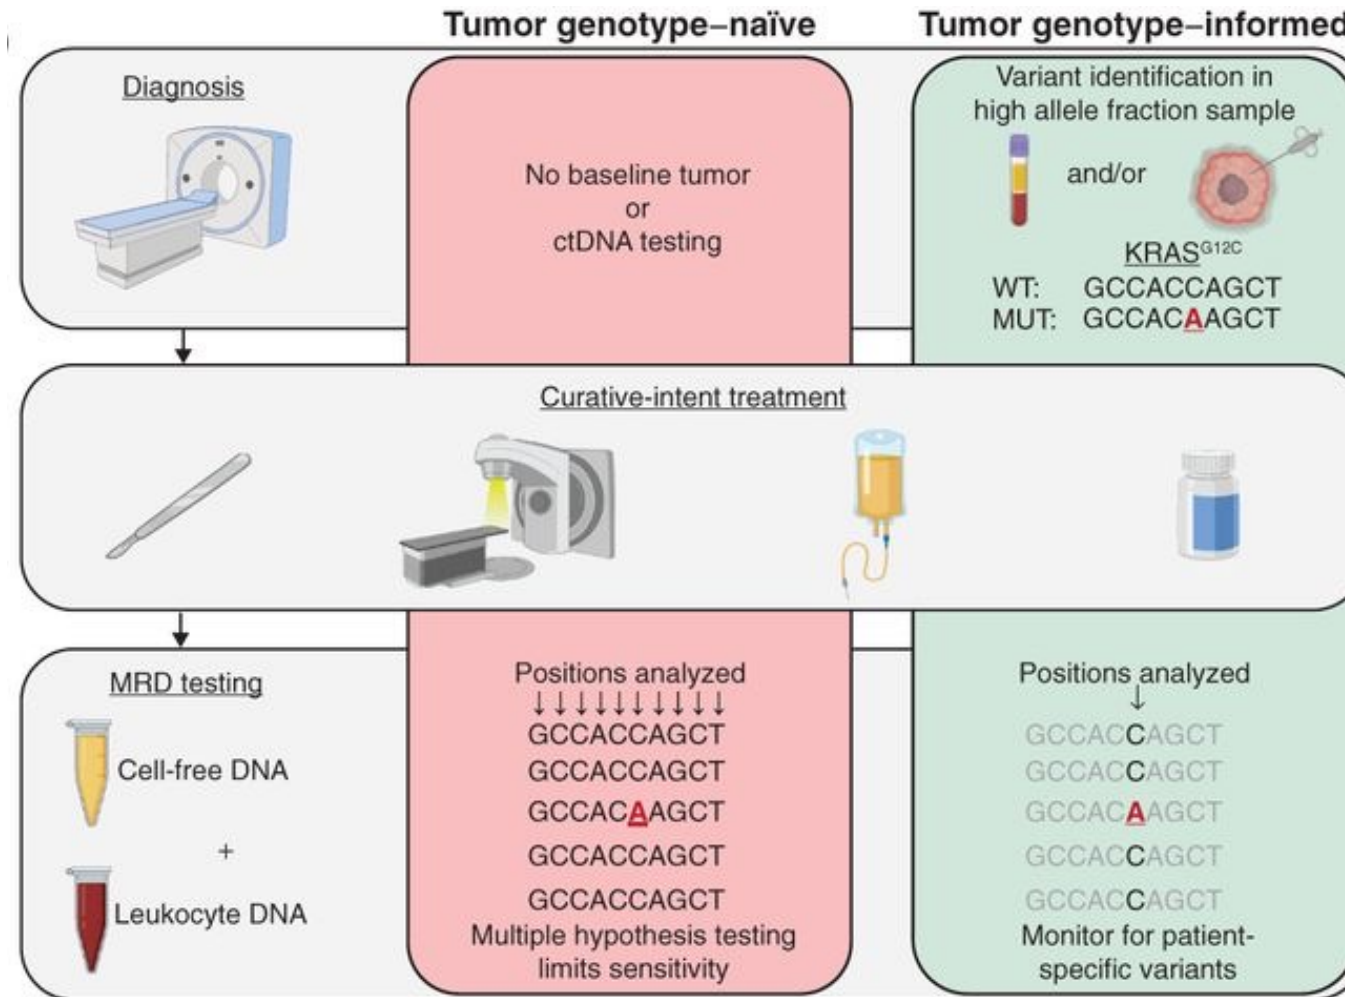 Tumor genotype–naïve
Tumor genotype–informed
Diagnosis
No baseline tumor
or
ctDNA testing
Variant identification in
high allele fraction sample
and/or
KRASG12C
WT: GCCACCAGCT
MUT: GCCACAAGCT
Curative-intent treatment
MRD testing
Cell-free DNA
+
Leukocyte DNA
Positions analyzed
↓↓↓↓↓↓↓↓↓
GCCACCAGCT
GCCACCAGCT
GCCACAAGCT
GCCACCAGCT
GCCACCAGCT
Multiple hypothesis testing
limits sensitivity
Positions analyzed
↓
GCCACCAGCT
GCCACCAGCT
GCCACAAGCT
GCCACCAGCT
GCCACCAGCT
Monitor for patient-
specific variants